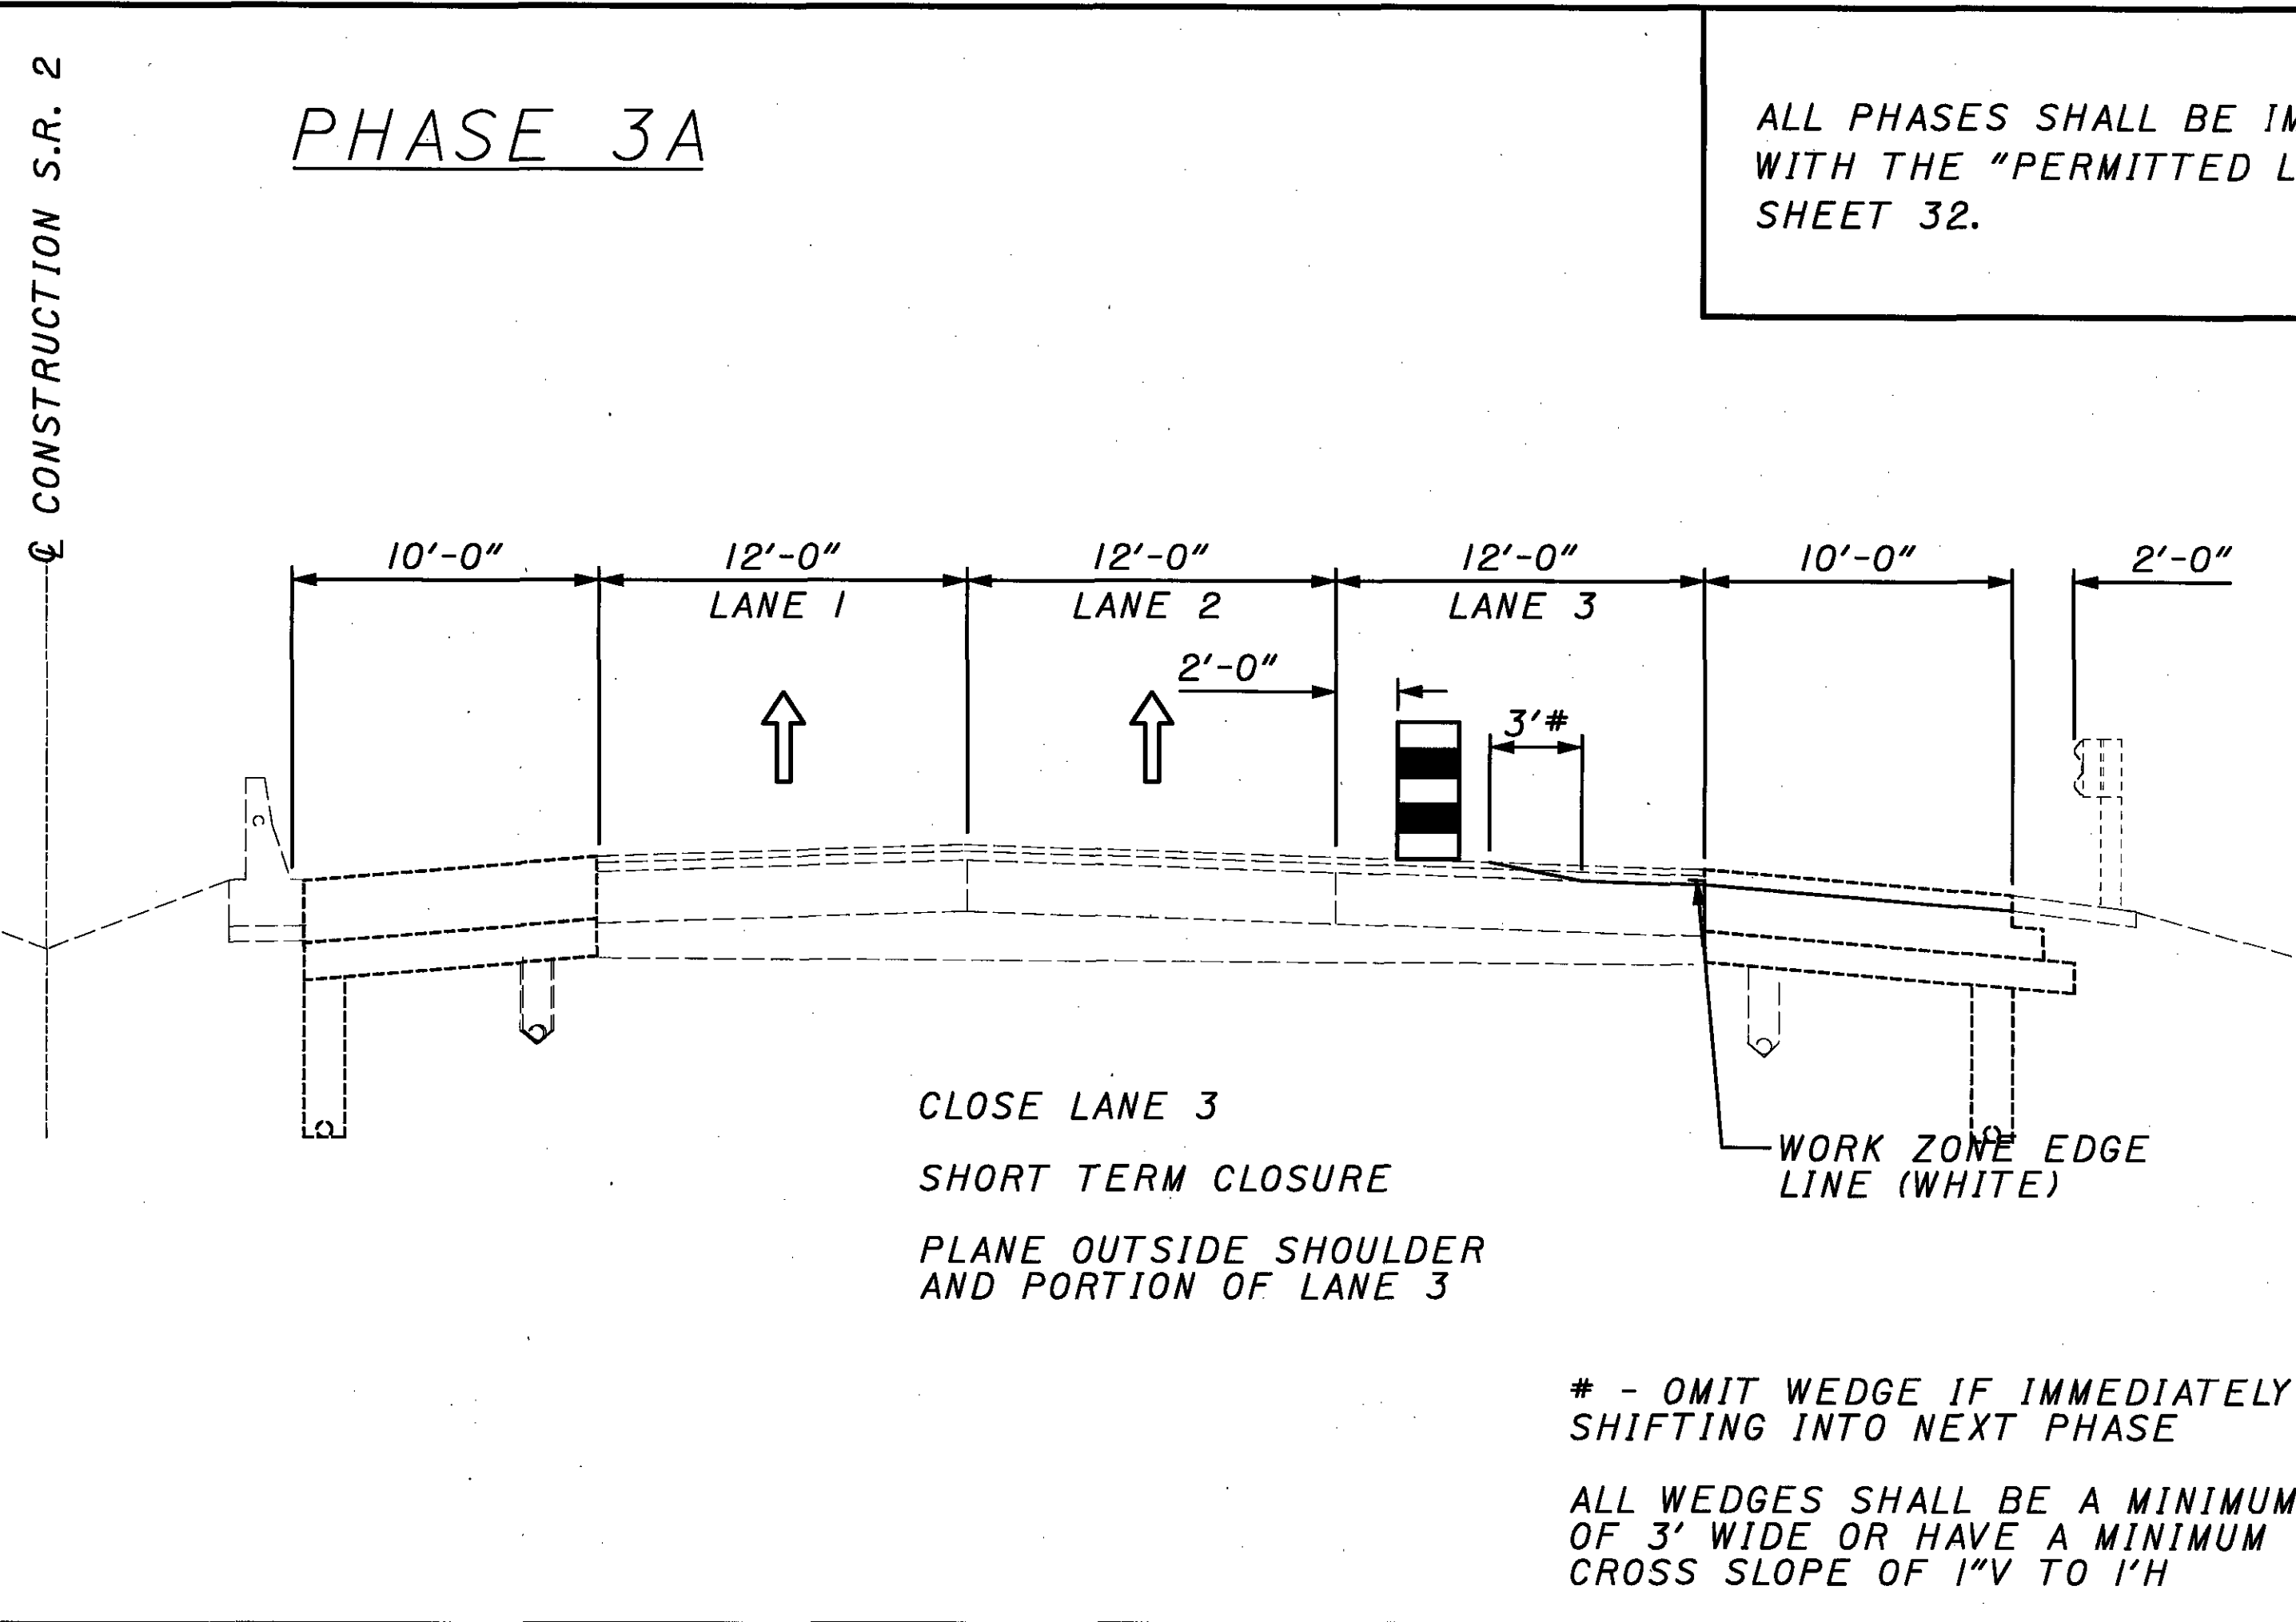 ℄ CONSTRUCTION S.R. 2
PHASE 3A
ALL PHASES SHALL BE
WITH THE "PERMITTED
SHEET 32.
10'-0" 12'-0" 12'-0" 12'-0" 10'-0" 2'-0"
LANE 1 LANE 2 LANE 3
2'-0"
3'#
CLOSE LANE 3
SHORT TERM CLOSURE
PLANE OUTSIDE SHOULDER
AND PORTION OF LANE 3
WORK ZONE EDGE
LINE (WHITE)
# - OMIT WEDGE IF IMMEDIATELY
SHIFTING INTO NEXT PHASE
ALL WEDGES SHALL BE A MINIMUM
OF 3' WIDE OR HAVE A MINIMUM
CROSS SLOPE OF 1"V TO 1'H